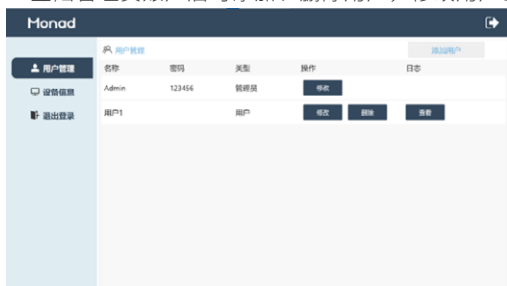 Monad
用户管理
添加用户
用户管理
名称 密码 类型 操作 日志
设备信息
Admin 123456 管理员 修改
退出登录
用户1 用户 修改 删除 查看